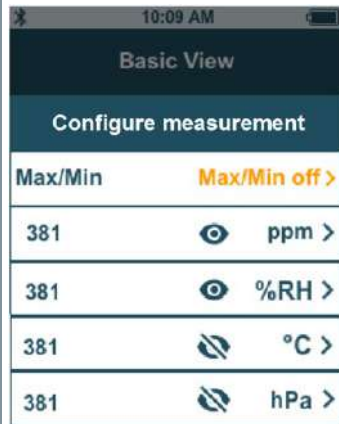 10:09 AM
Basic View
Configure measurement
Max/Min Max/Min off >
381 ppm >
381 %RH >
381 °C >
381 hPa >